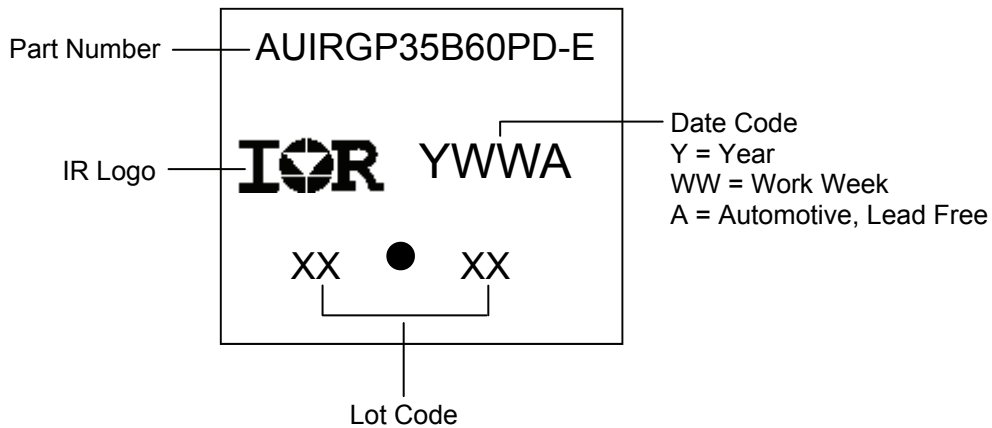 Part Number
AUIRGP35B60PD-E
IR Logo
IOR
YWWA
Date Code
Y = Year
WW = Work Week
A = Automotive, Lead Free
XX ● XX
Lot Code